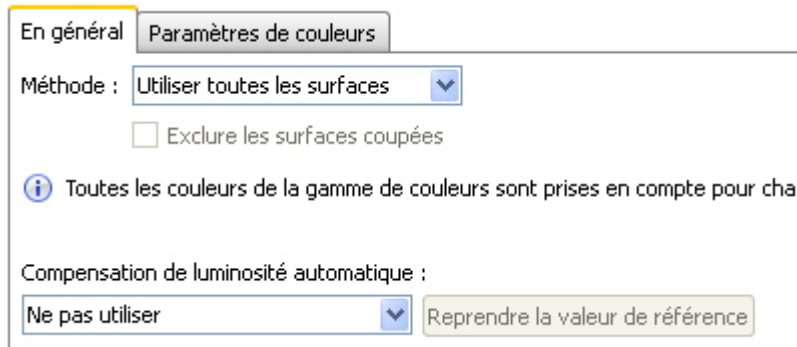 En général Paramètres de couleurs
Méthode : Utiliser toutes les surfaces
Exclure les surfaces coupées
Toutes les couleurs de la gamme de couleurs sont prises en compte pour cha
Compensation de luminosité automatique :
Ne pas utiliser Reprendre la valeur de référence